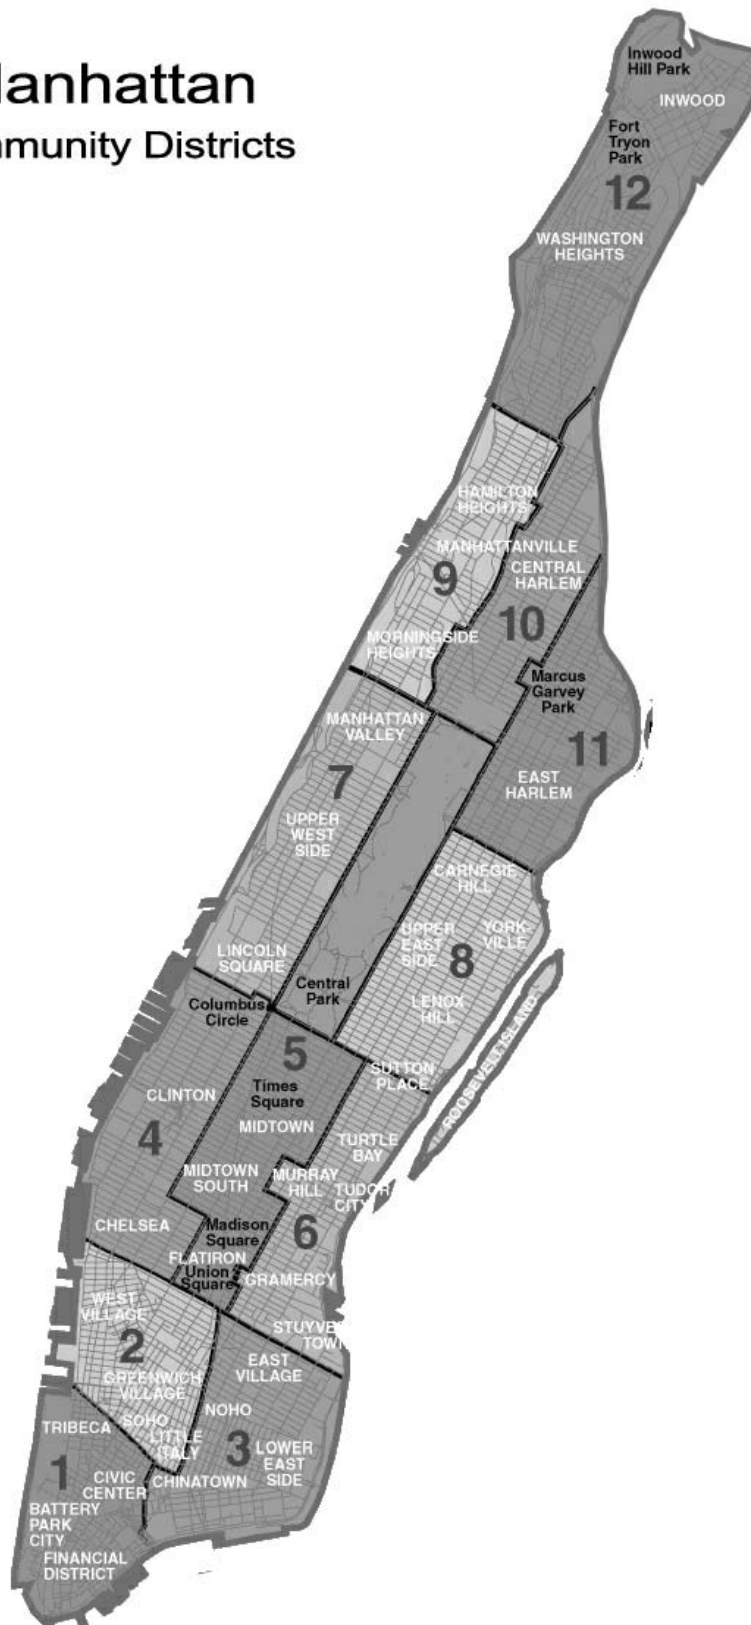 anhattan
munity Districts
Inwood
Hill Park
INWOOD
Fort
Tryon
Park
12
WASHINGTON
HEIGHTS
HAMILTON
HEIGHTS
MANHATTANVILLE
9
CENTRAL
HARLEM
10
MORNINGSIDE
HEIGHTS
Marcus
Garvey
Park
MANHATTAN
VALLEY
11
7
EAST
HARLEM
UPPER
WEST
SIDE
CARNEGIE
HILL
UPPER
EAST
SIDE
YORK-
VILLE
8
LINCOLN
SQUARE
Central
Park
LENOX
HILL
Columbus
Circle
ROOSEVELT ISLAND
5
SUTTON
PLACE
Times
Square
CLINTON
MIDTOWN
4
TURTLE
BAY
MIDTOWN
SOUTH
MURRAY
HILL
TUDOR
CITY
CHELSEA
Madison
Square
6
FLATIRON
Union
Square
GRAMERCY
WEST
VILLAGE
STUYVE
TOWN
2
EAST
VILLAGE
GREENWICH
VILLAGE
NOHO
SOHO
TRIBECA
LITTLE
ITALY
3
LOWER
EAST
SIDE
1
CIVIC
CENTER
CHINATOWN
BATTERY
PARK
CITY
FINANCIAL
DISTRICT